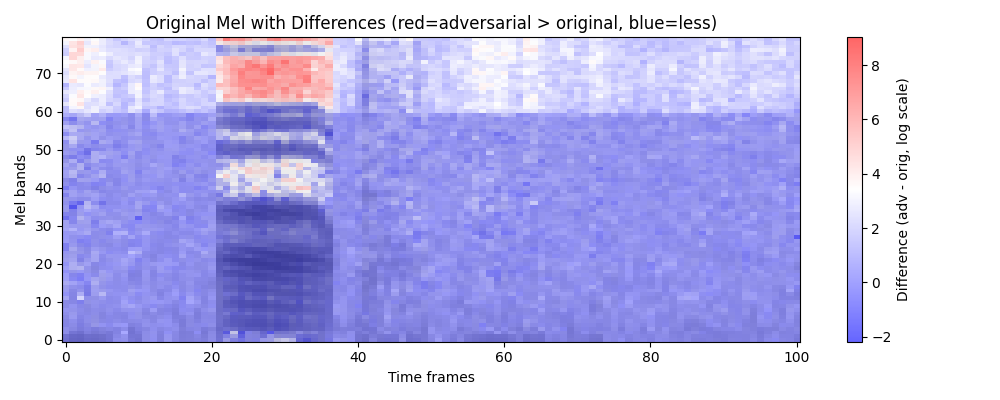 Original Mel with Differences (red=adversarial > original, blue=less)
Mel bands
70
60
50
40
30
20
10
0
0 20 40 60 80 100
Time frames
8
6
4
2
0
−2
Difference (adv - orig, log scale)